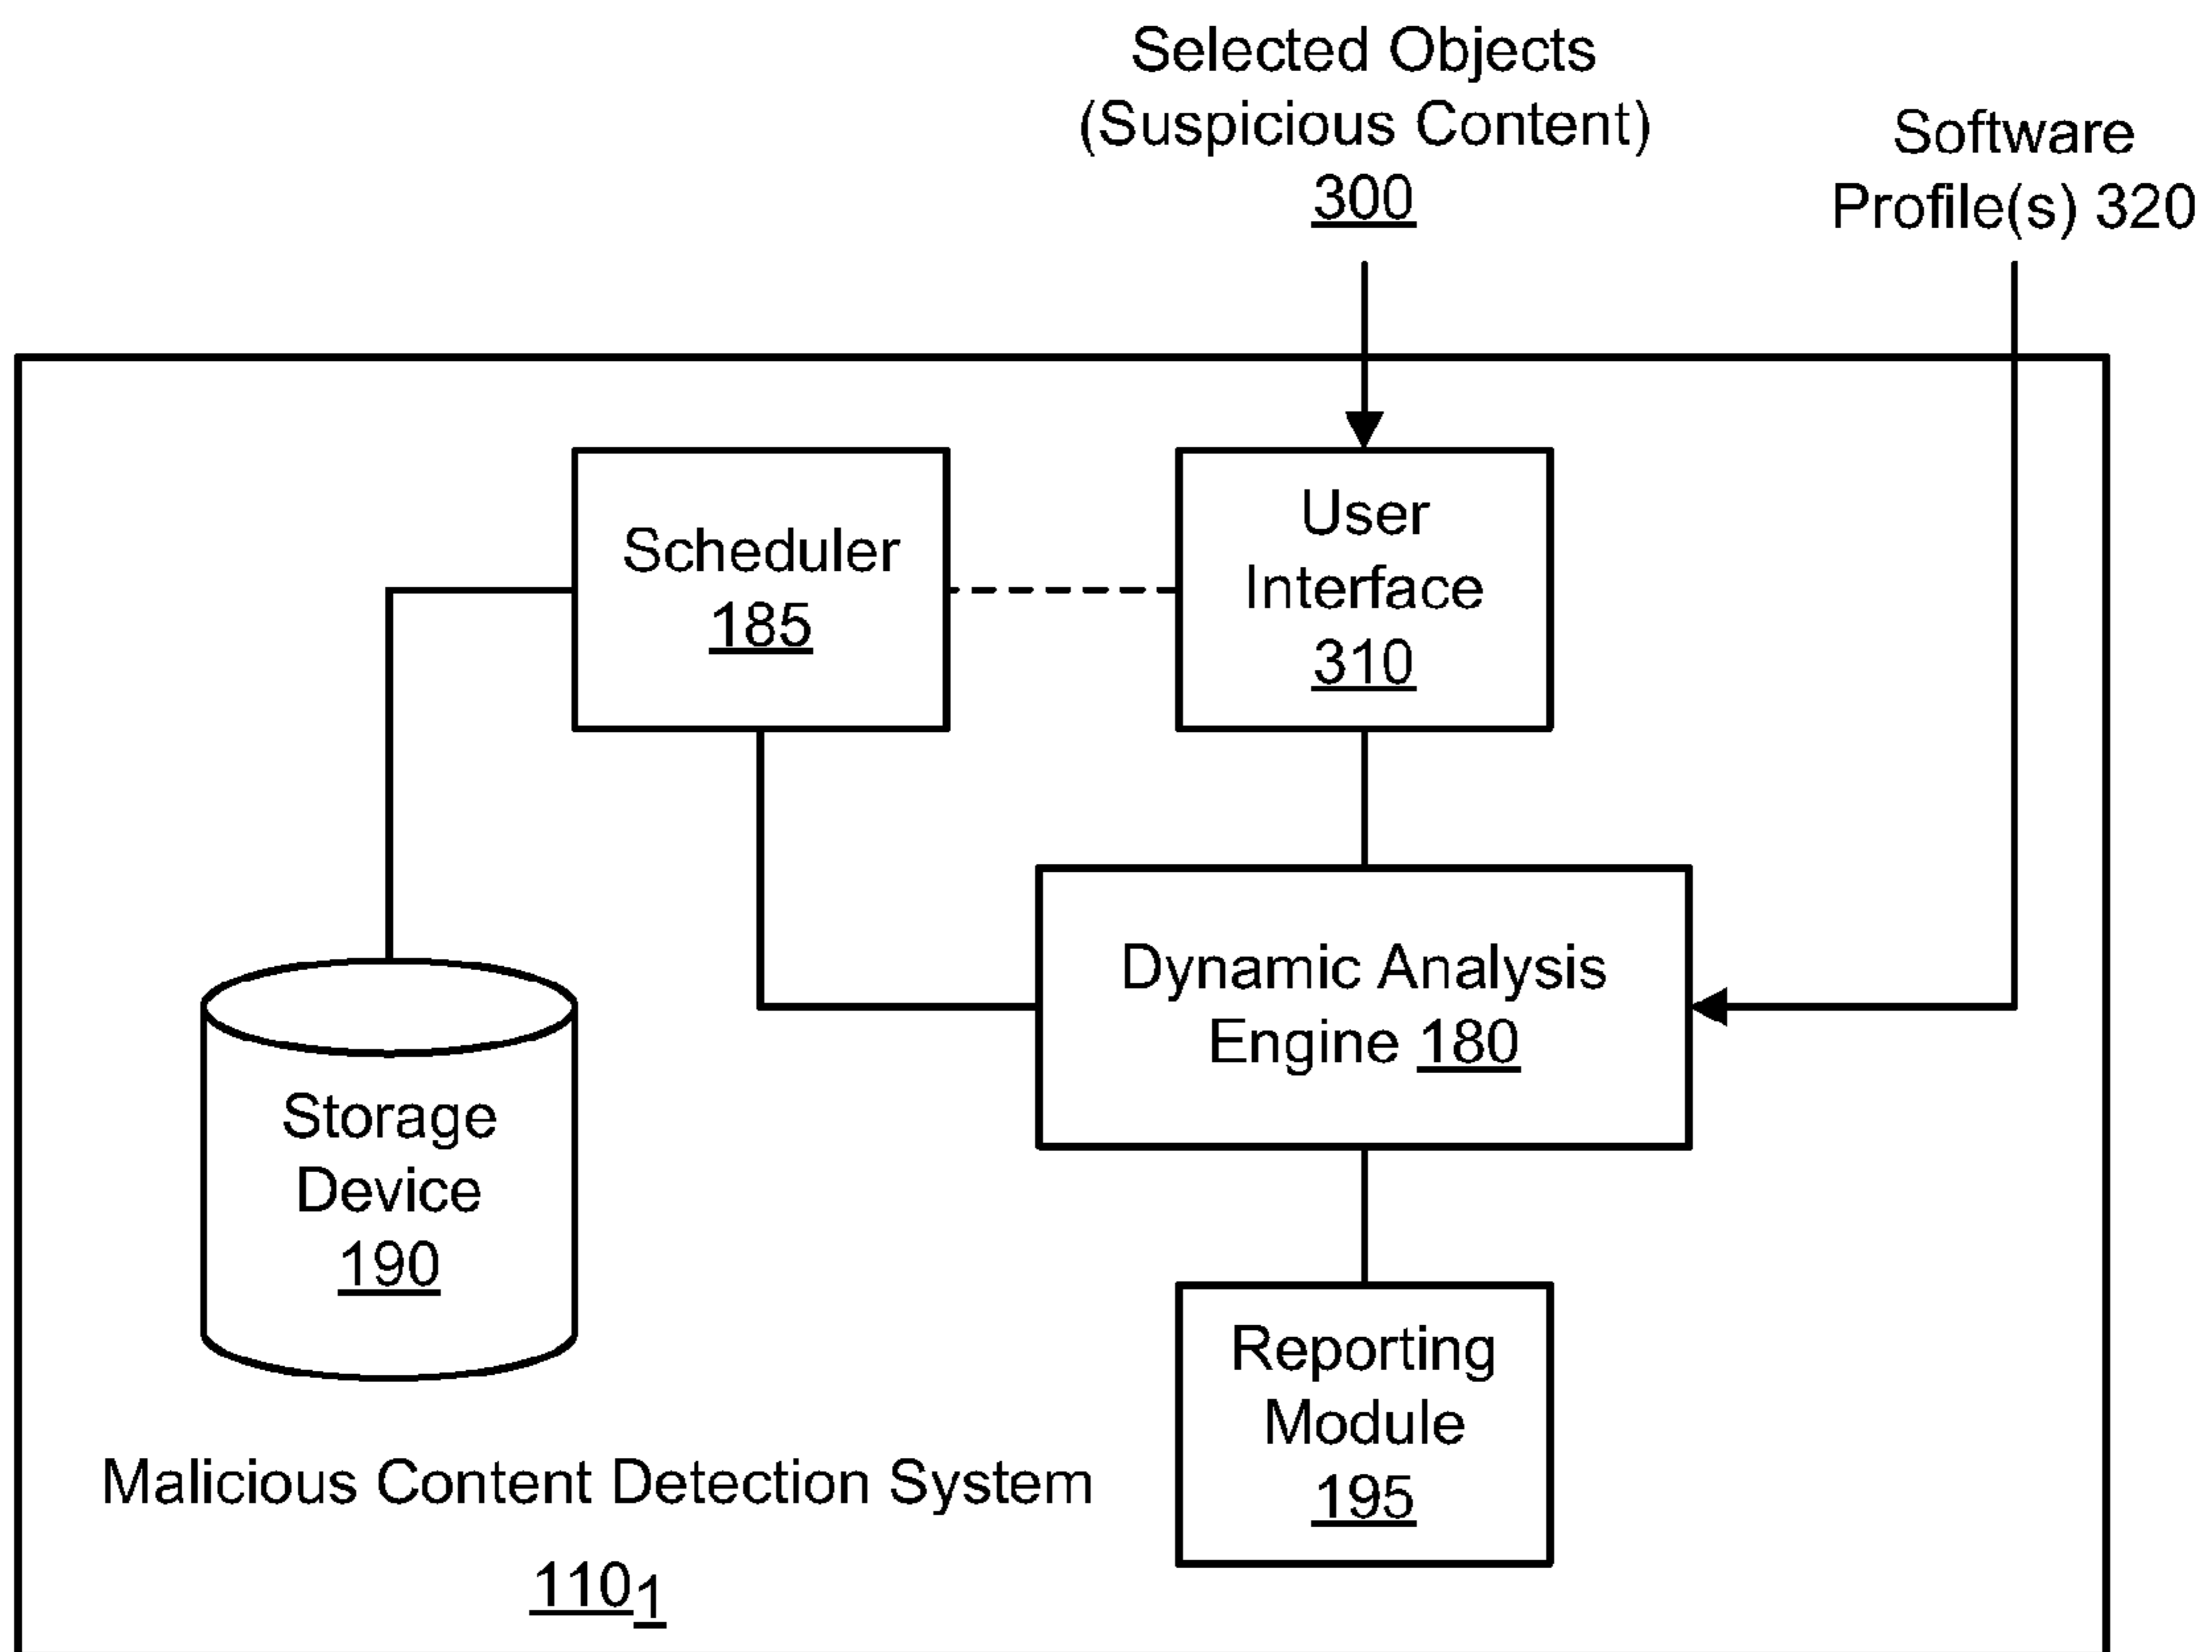 Selected Objects
(Suspicious Content)
300
Software
Profile(s) 320
Scheduler
185
User
Interface
310
Dynamic Analysis
Engine 180
Storage
Device
190
Reporting
Module
195
Malicious Content Detection System
110₁